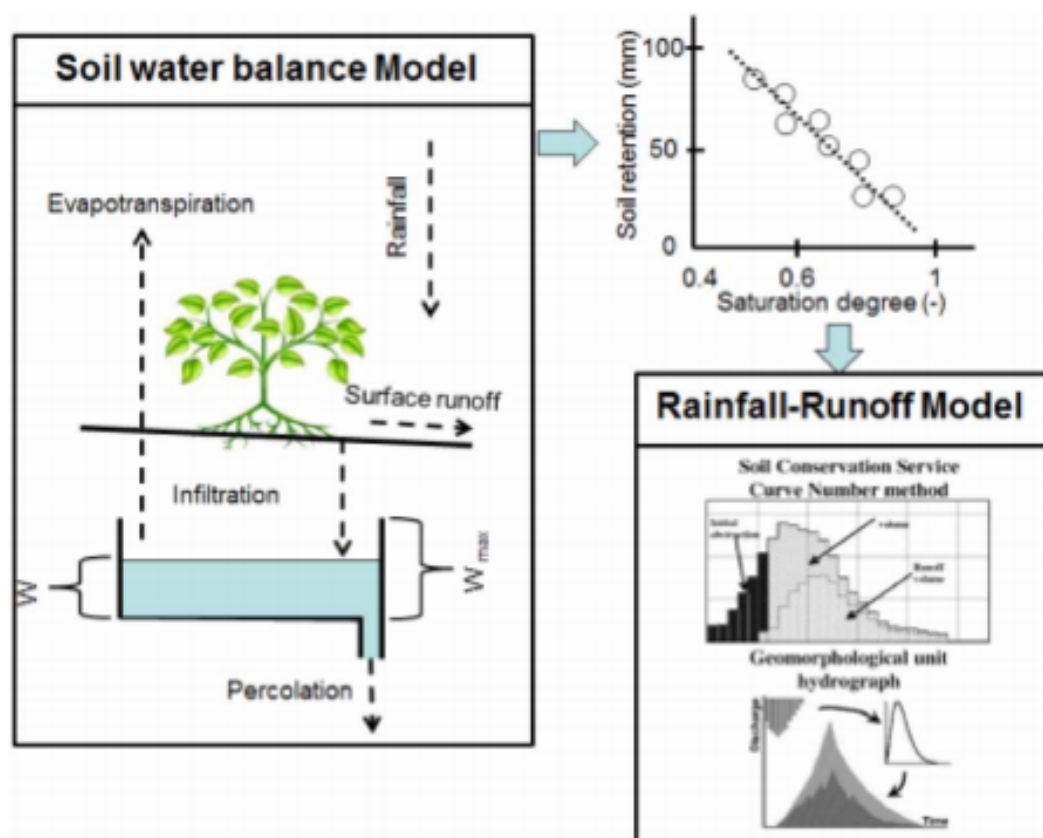 Soil water balance Model
Evapotranspiration
Rainfall
Surface runoff
Infiltration
W
W max
Percolation
Soil retention (mm)
100
50
0
0.4
0.6
1
Saturation degree (-)
Rainfall-Runoff Model
Soil Conservation Service
Curve Number method
Initial
abstraction
volume
Runoff
volume
Geomorphological unit
hydrograph
Discharge
Time